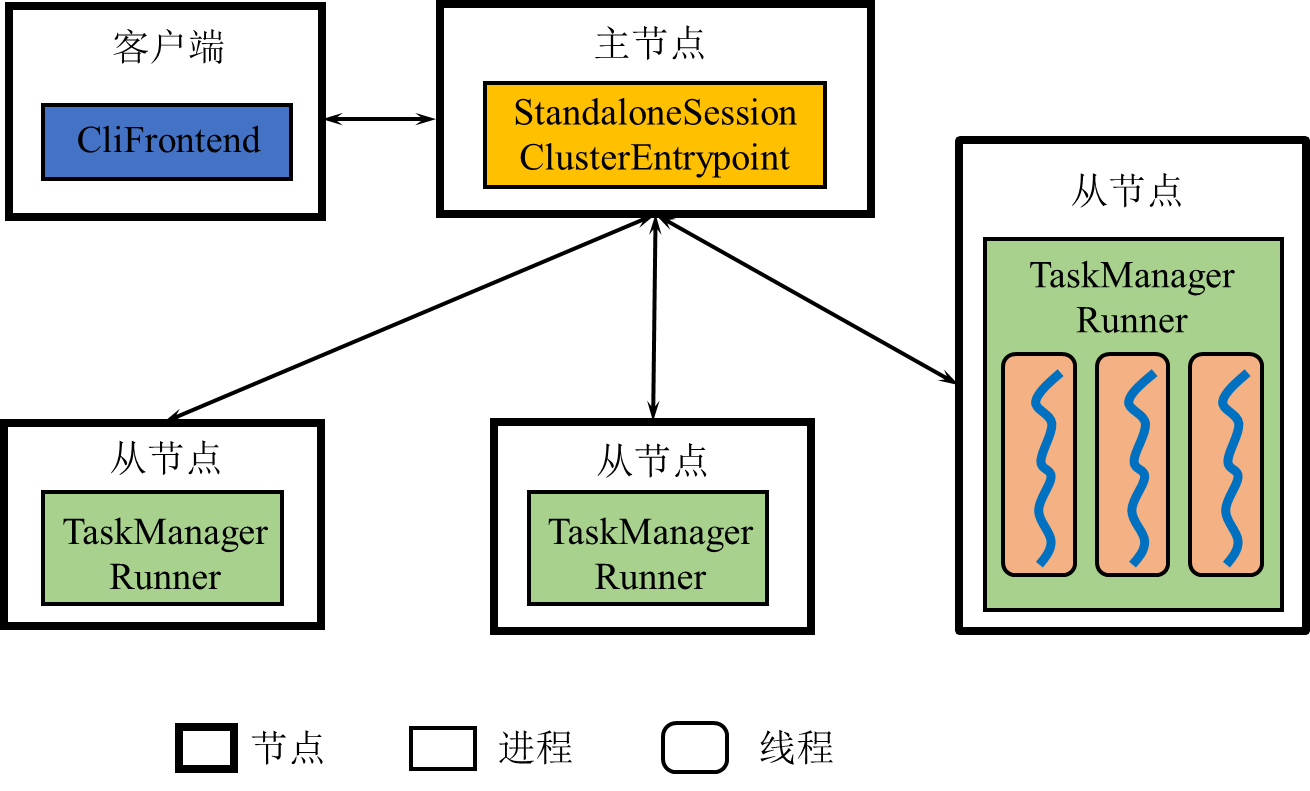 客户端
CliFrontend
主节点
StandaloneSession
ClusterEntrypoint
从节点
TaskManager
Runner
从节点
TaskManager
Runner
从节点
TaskManager
Runner
节点
进程
线程